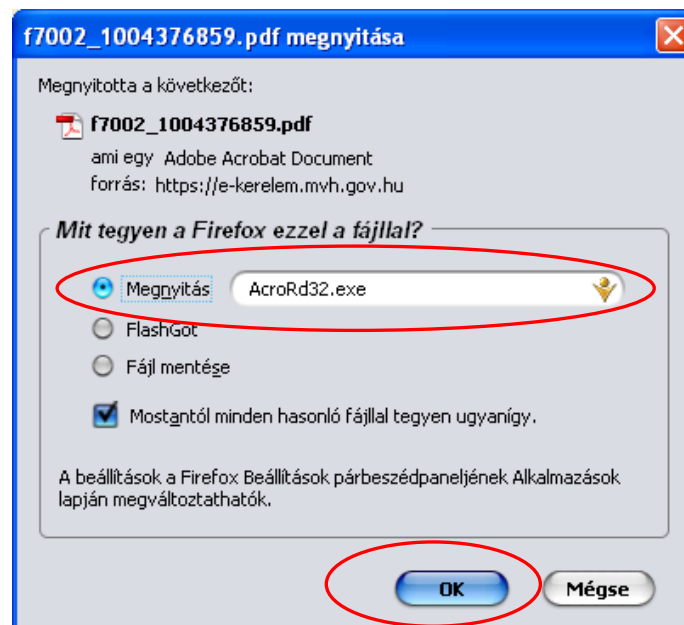 f7002_1004376859.pdf megnyitása
Megnyitotta a következőt:
f7002_1004376859.pdf
ami egy Adobe Acrobat Document
forrás: https://e-kerelem.mvh.gov.hu
Mit tegyen a Firefox ezzel a fájllal?
Megnyitás AcroRd32.exe
FlashGot
Fájl mentése
Mostantól minden hasonló fájllal tegyen ugyanígy.
A beállítások a Firefox Beállítások párbeszédpaneljének Alkalmazások
lapján megváltoztathatók.
OK Mégse